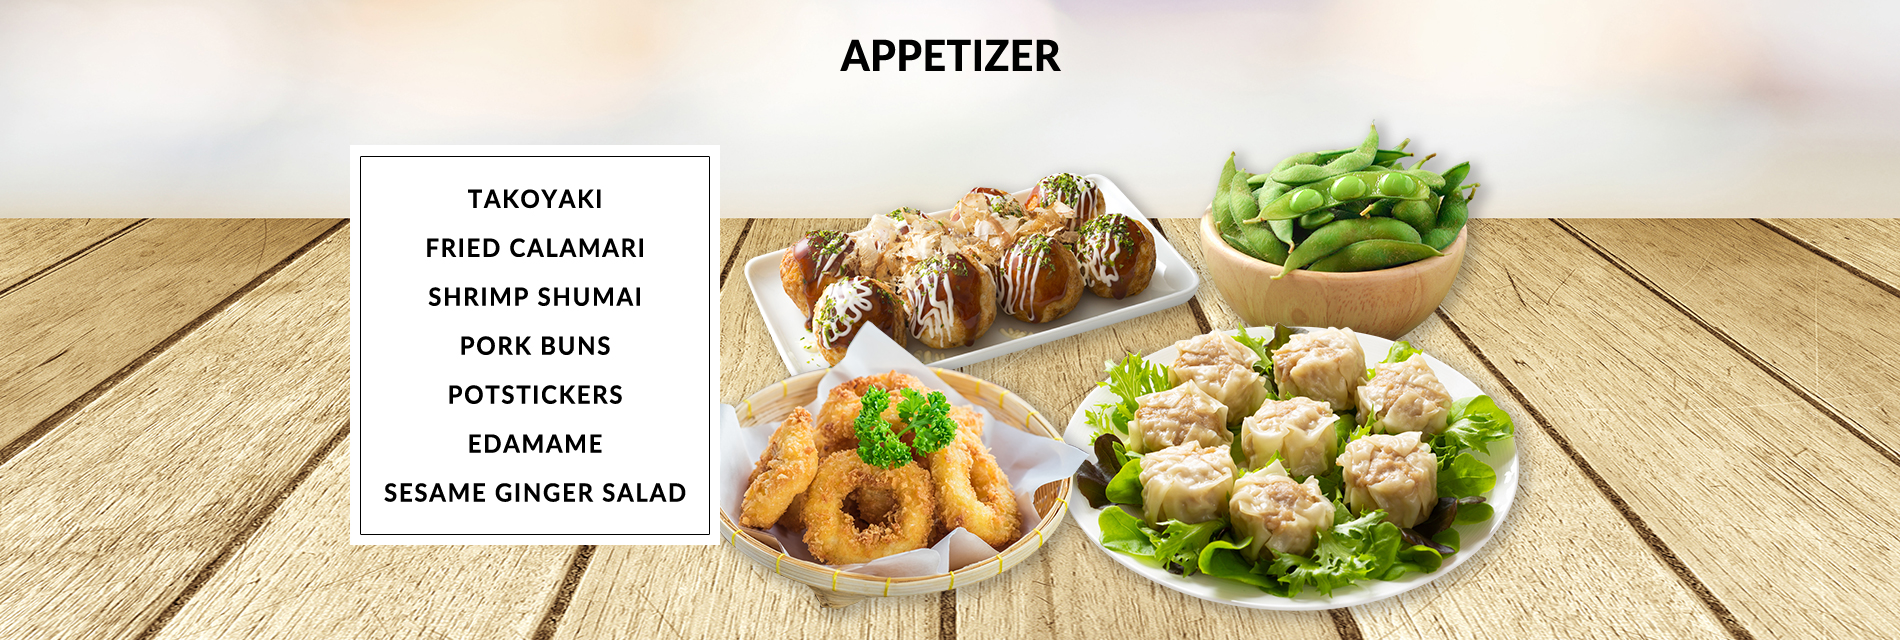 APPETIZER
TAKOYAKI
FRIED CALAMARI
SHRIMP SHUMAI
PORK BUNS
POTSTICKERS
EDAMAME
SESAME GINGER SALAD